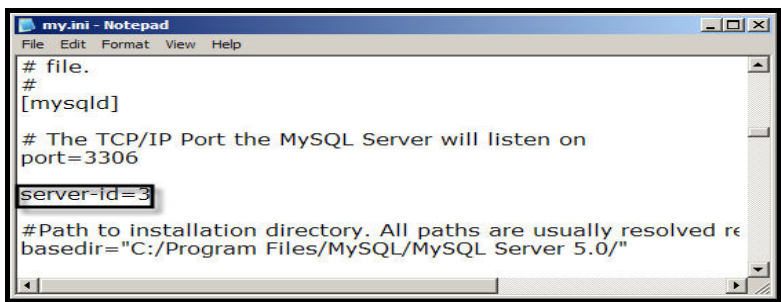 my.ini - Notepad
File Edit Format View Help
# file.
#
[mysqld]
# The TCP/IP Port the MySQL Server will listen on
port=3306
server-id=3
#Path to installation directory. All paths are usually resolved re
basedir="C:/Program Files/MySQL/MySQL Server 5.0/"